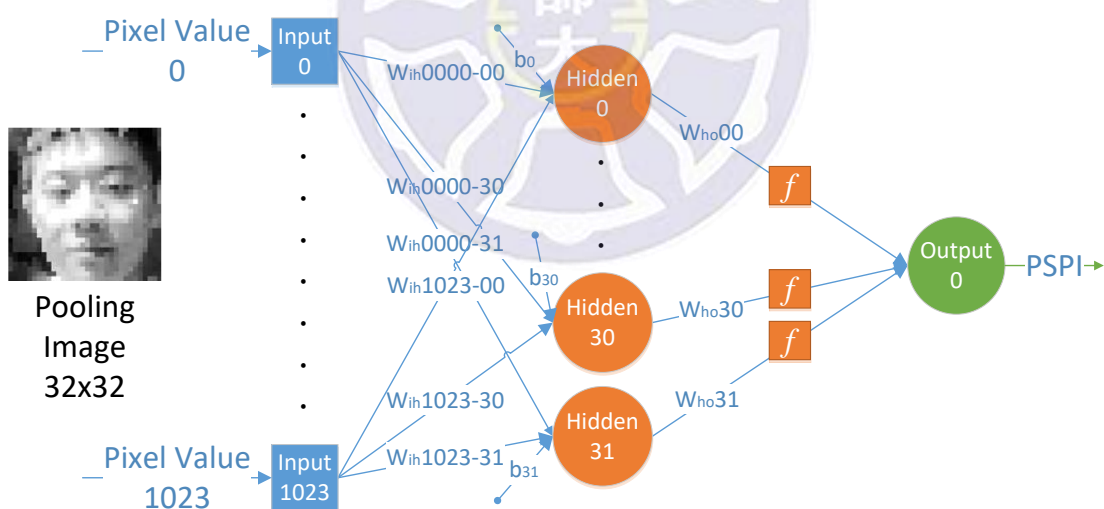 師
大
Pixel Value
0
Input
0
Wih0000-00
b0
Hidden
0
Who00
f
Wih0000-30
Wih0000-31
Wih1023-00
b30
Hidden
30
Who30
f
Output
0
PSPI
Pooling
Image
32x32
f
Wih1023-30
Hidden
31
Who31
Pixel Value
1023
Input
1023
Wih1023-31
b31